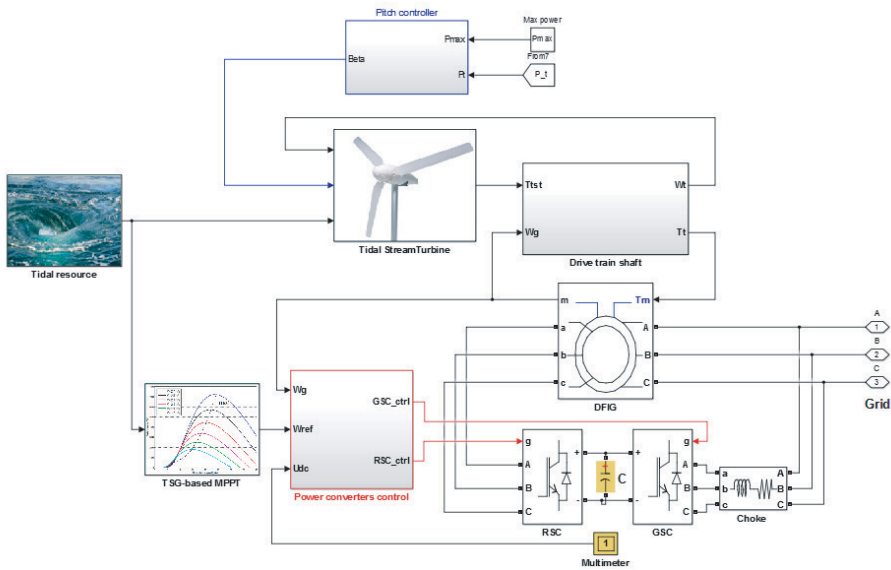 Pitch controller
Max power
Pmax
Pmax
From7
Beta
Pt
P_t
Ttst
Wt
Wg
Tt
Tidal StreamTurbine
Drive train shaft
Tidal resource
m
Tm
A
a
A
1
B
b
B
2
C
c
C
3
Grid
DFIG
Wg
GSC_ctrl
Wref
RSC_ctrl
Udc
TSG-based MPPT
Power converters control
g
+
+
g
A
A
a
A
B
C
B
b
B
C
-
-
C
c
C
RSC
GSC
Choke
1
Multimeter